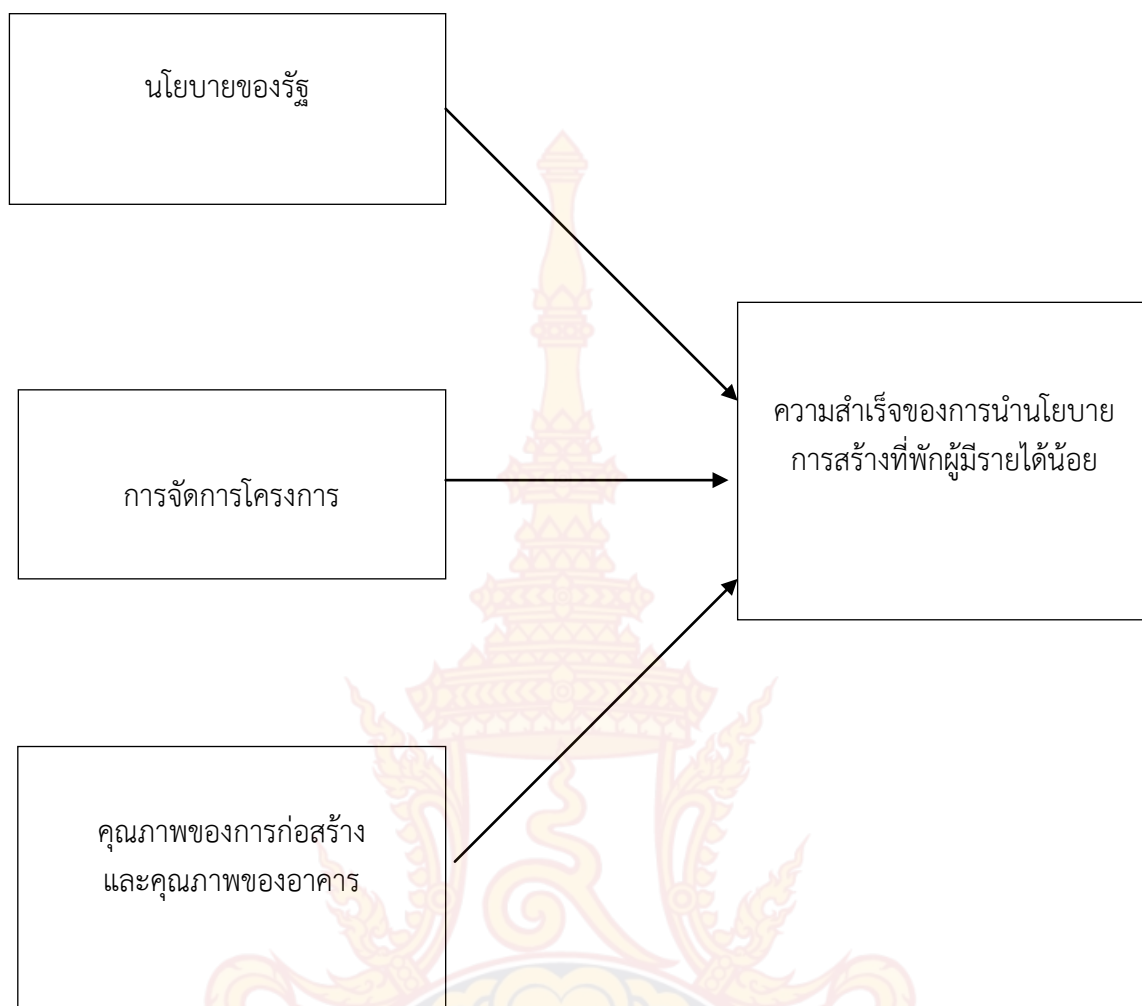 นโยบายของรัฐ
การจัดการโครงการ
ความสำเร็จของการนำนโยบาย
การสร้างที่พักผู้มีรายได้น้อย
คุณภาพของการก่อสร้าง
และคุณภาพของอาคาร